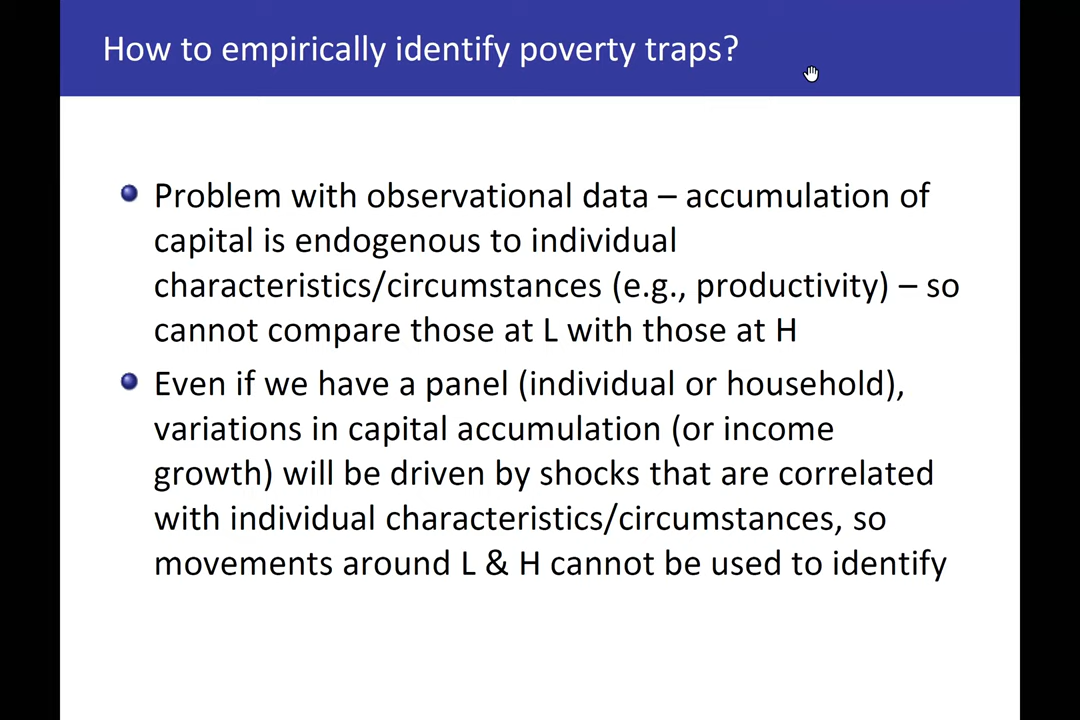 How to empirically identify poverty traps?
Problem with observational data – accumulation of
capital is endogenous to individual
characteristics/circumstances (e.g., productivity) – so
cannot compare those at L with those at H
Even if we have a panel (individual or household),
variations in capital accumulation (or income
growth) will be driven by shocks that are correlated
with individual characteristics/circumstances, so
movements around L & H cannot be used to identify